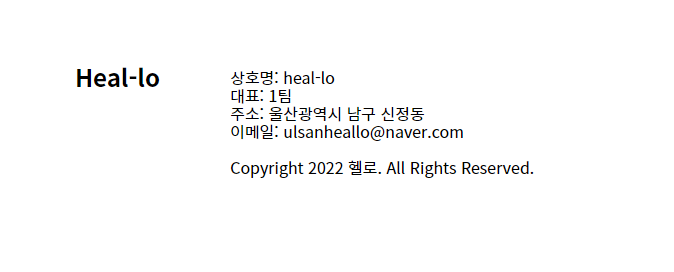 Heal-lo
상호명: heal-lo
대표: 1팀
주소: 울산광역시 남구 신정동
이메일: ulsanheallo@naver.com
Copyright 2022 헬로. All Rights Reserved.